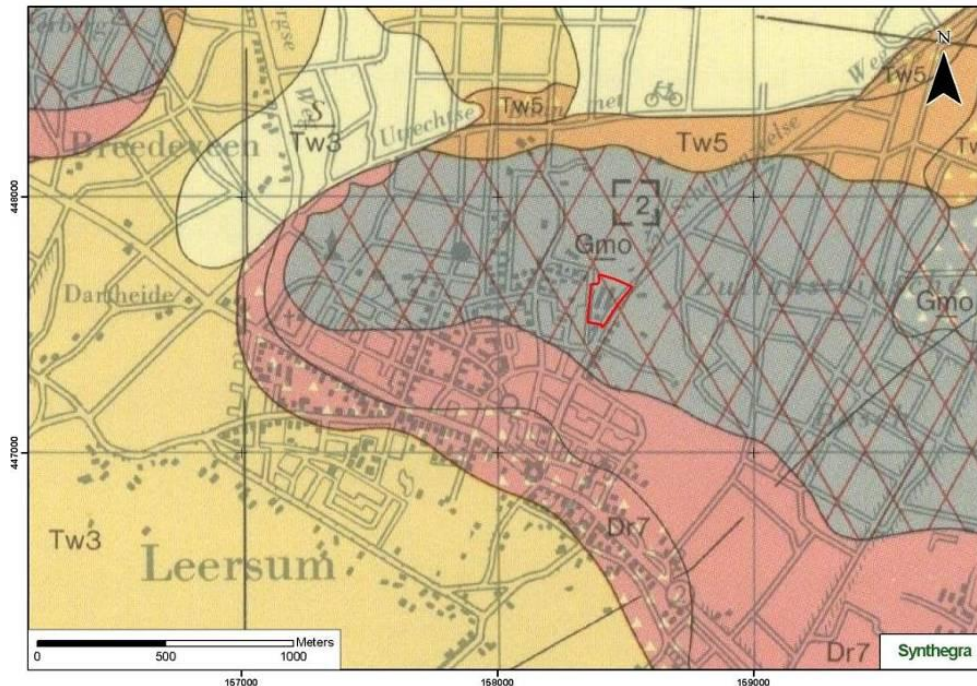 N
Tw5
Tw5
Tw5
Tw3
S
Utrechtse
Breedeveen
448000
2
Gmo
Dartheide
Gmo
447000
Tw3
Dr7
Leersum
Dr7
Meters
0 500 1000
Synthegra
157000 158000 159000